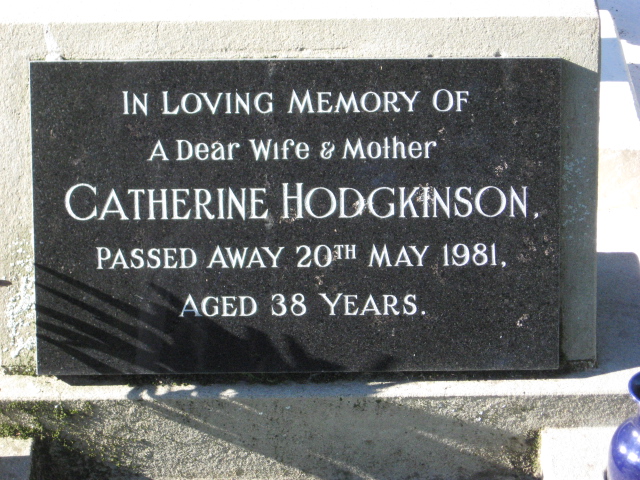 IN LOVING MEMORY OF
A Dear Wife & Mother
CATHERINE HODGKINSON,
PASSED AWAY 20TH MAY 1981,
AGED 38 YEARS.